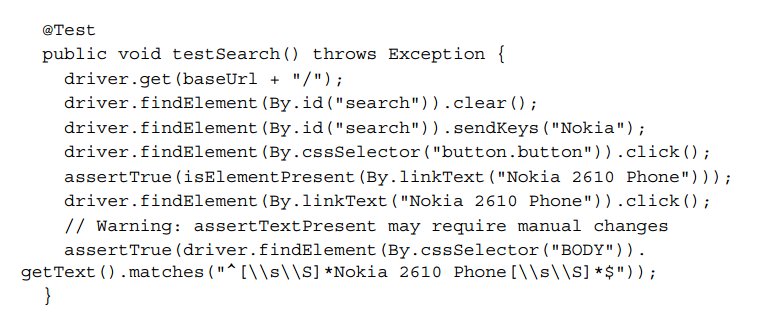 @Test
public void testSearch() throws Exception {
driver.get(baseUrl + "/");
driver.findElement(By.id("search")).clear();
driver.findElement(By.id("search")).sendKeys("Nokia");
driver.findElement(By.cssSelector("button.button")).click();
assertTrue(isElementPresent(By.linkText("Nokia 2610 Phone")));
driver.findElement(By.linkText("Nokia 2610 Phone")).click();
// Warning: assertTextPresent may require manual changes
assertTrue(driver.findElement(By.cssSelector("BODY")).
getText().matches("^[\\s\\S]*Nokia 2610 Phone[\\s\\S]*$"));
}